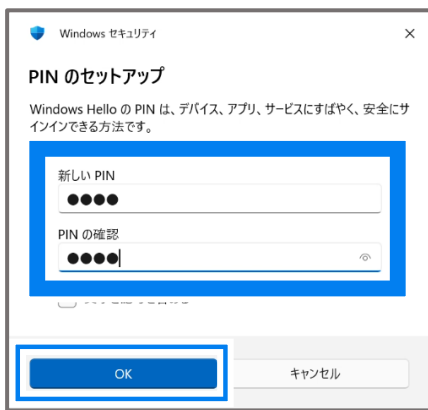 Windows セキュリティ
PIN のセットアップ
Windows Hello の PIN は、デバイス、アプリ、サービスにすばやく、安全にサ
インインできる方法です。
新しい PIN
●●●●
PIN の確認
●●●●
OK
キャンセル